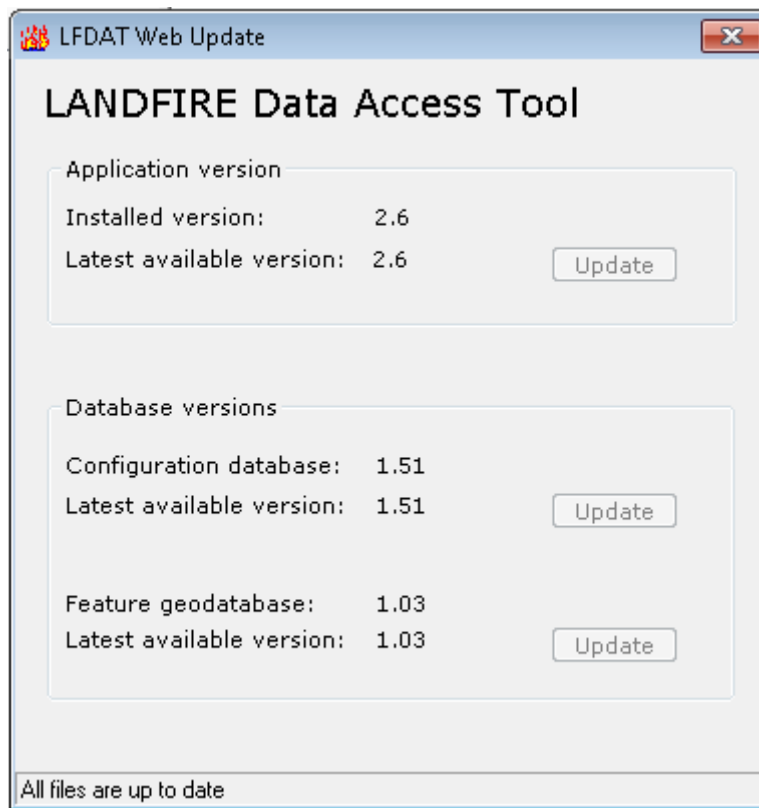 LFDAT Web Update
LANDFIRE Data Access Tool
Application version
Installed version: 2.6
Latest available version: 2.6
Update
Database versions
Configuration database: 1.51
Latest available version: 1.51
Update
Feature geodatabase: 1.03
Latest available version: 1.03
Update
All files are up to date